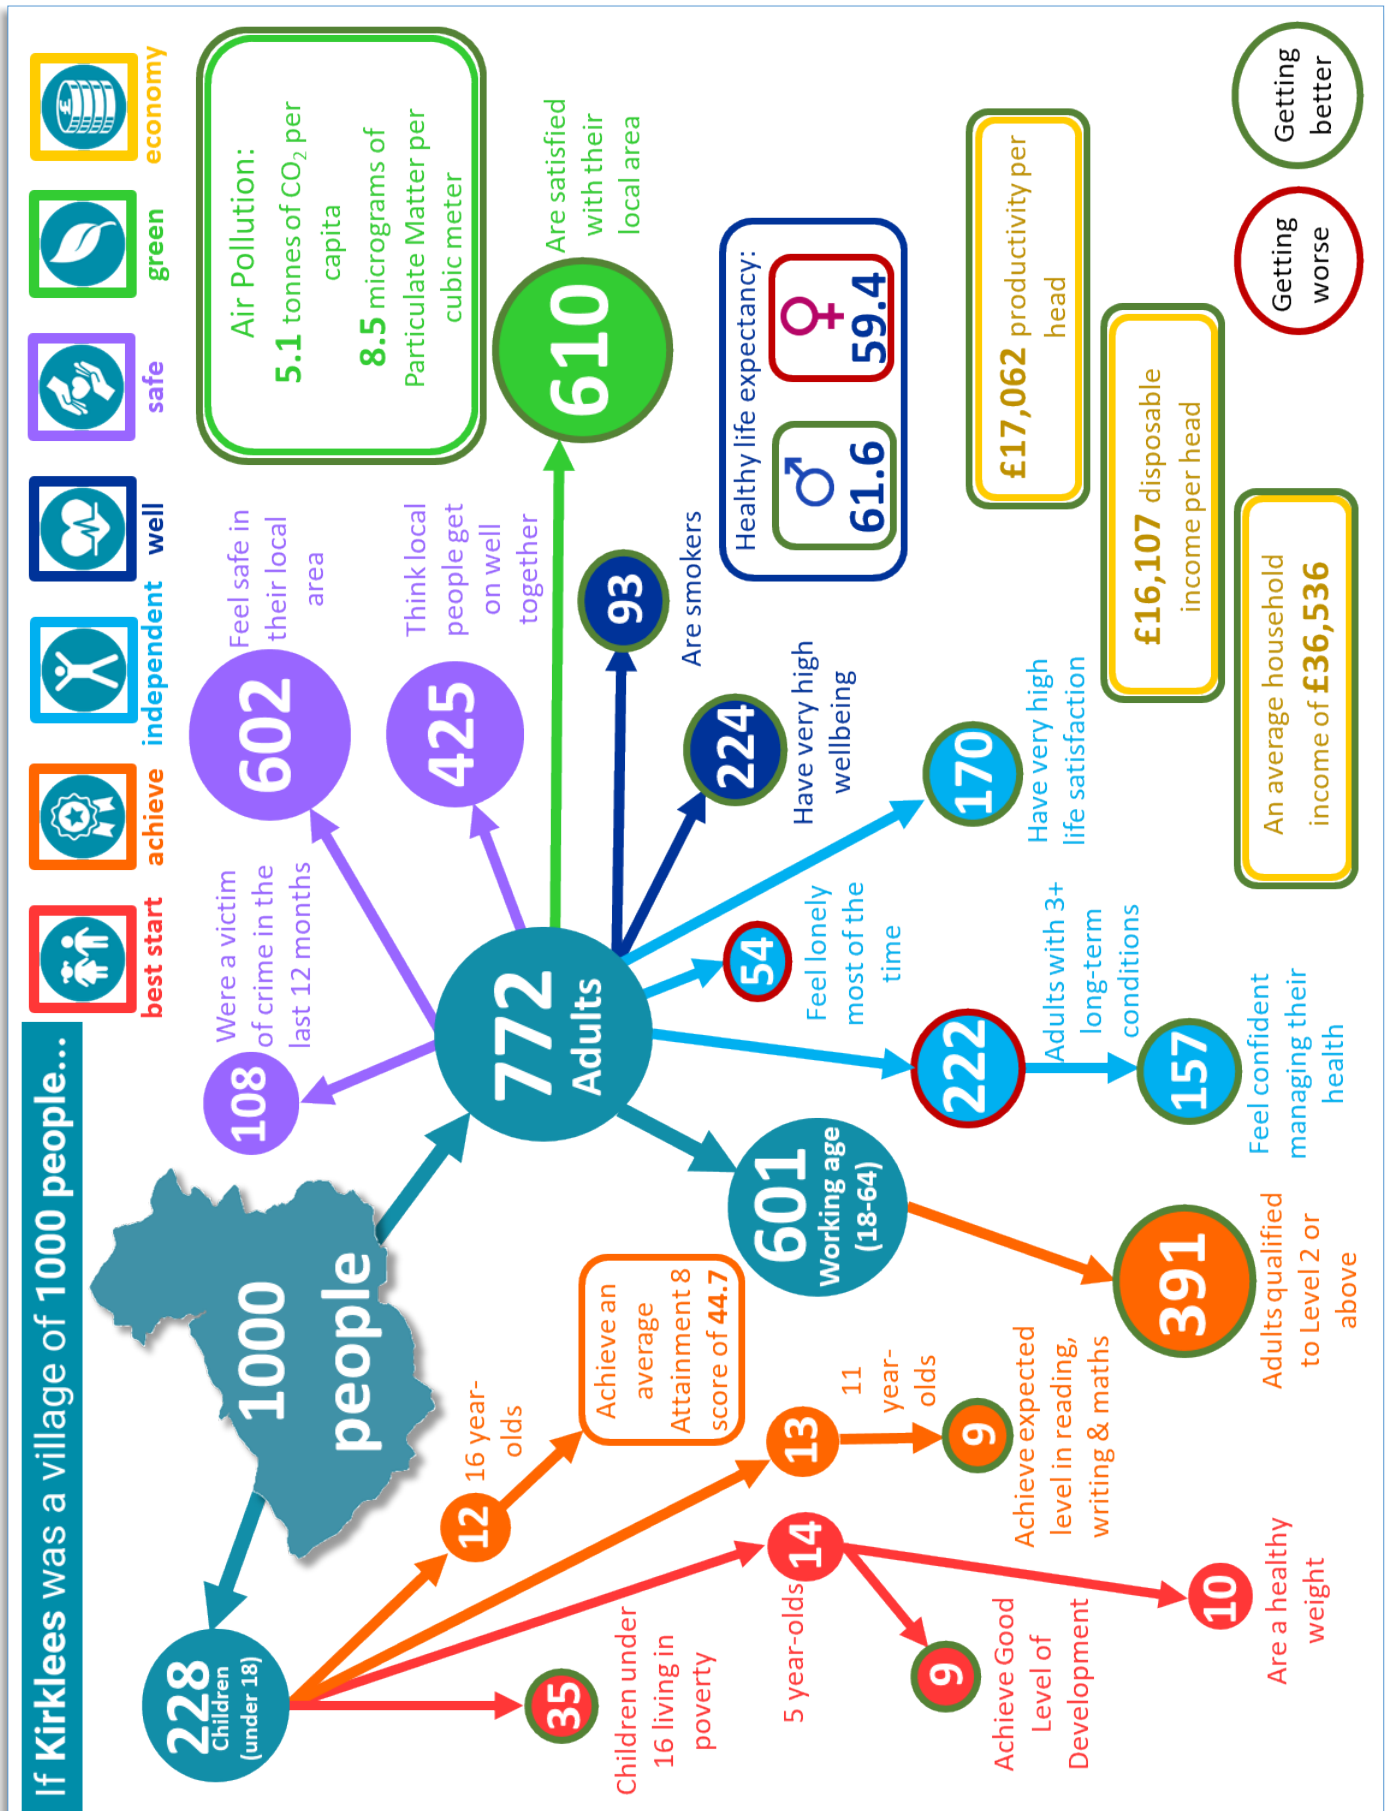 If Kirklees was a village of 1000 people...
best start
achieve
independent
well
safe
green
economy
1000
people
228
Children
(under 18)
35
Children under
16 living in
poverty
14
5 year-olds
9
Achieve Good
Level of
Development
10
Are a healthy
weight
13
11
year-
olds
9
Achieve expected
level in reading,
writing & maths
12
16 year-
olds
Achieve an
average
Attainment 8
score of 44.7
772
Adults
108
Were a victim
of crime in the
last 12 months
602
Feel safe in
their local
area
425
Think local
people get
on well
together
610
Are satisfied
with their
local area
93
Are smokers
224
Have very high
wellbeing
170
Have very high
life satisfaction
54
Feel lonely
most of the
time
222
Adults with 3+
long-term
conditions
157
Feel confident
managing their
health
601
Working age
(18-64)
391
Adults qualified
to Level 2 or
above
Air Pollution:
5.1 tonnes of CO2 per
capita
8.5 micrograms of
Particulate Matter per
cubic meter
Healthy life expectancy:
♂
61.6
♀
59.4
£17,062 productivity per
head
£16,107 disposable
income per head
An average household
income of £36,536
Getting
worse
Getting
better
£